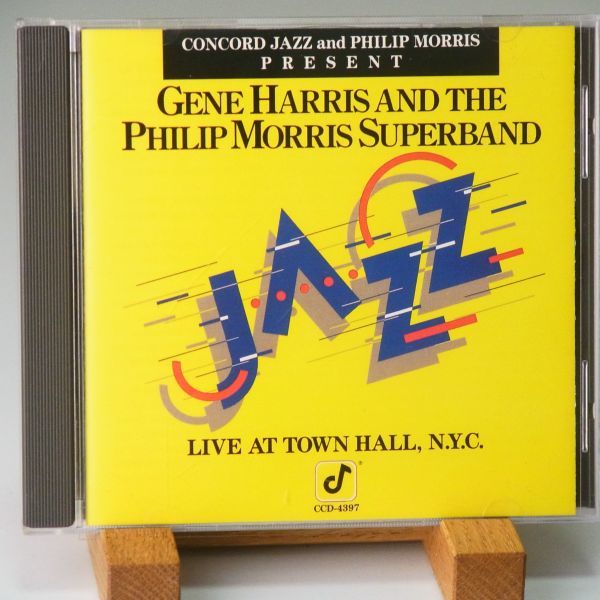 CONCORD JAZZ and PHILIP MORRIS
PRESENT
GENE HARRIS AND THE
PHILIP MORRIS SUPERBAND
JAZZ
LIVE AT TOWN HALL, N.Y.C.
®
CCD-4397